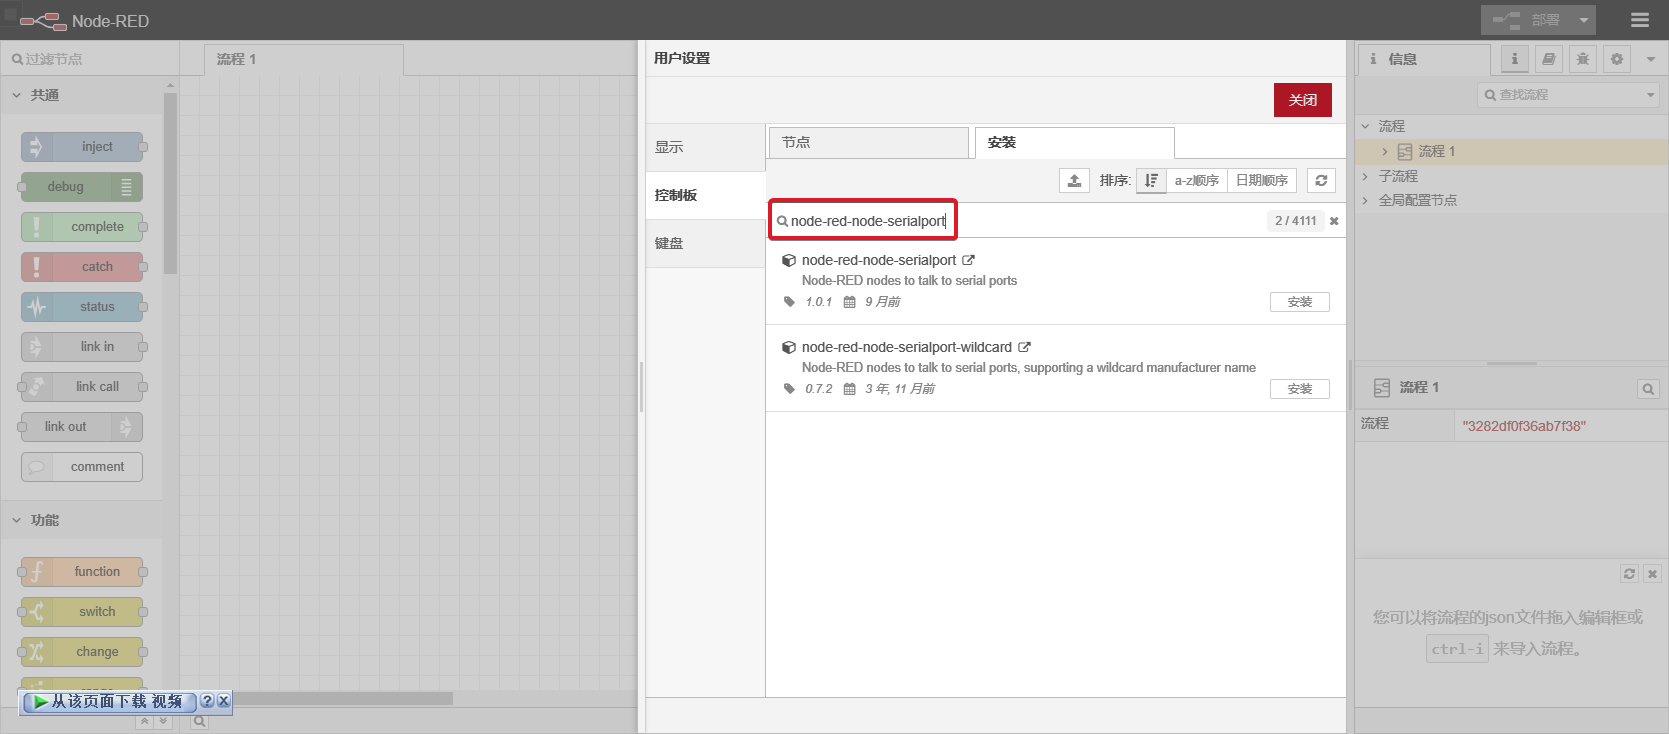 Node-RED
部署
过滤节点
共通
inject
debug
complete
catch
status
link in
link call
link out
comment
功能
function
switch
change
从该页面下载 视频
流程 1
用户设置
关闭
显示
控制板
键盘
节点
安装
排序:
a-z顺序
日期顺序
node-red-node-serialport
2 / 4111
node-red-node-serialport
Node-RED nodes to talk to serial ports
1.0.1
9 月前
安装
node-red-node-serialport-wildcard
Node-RED nodes to talk to serial ports, supporting a wildcard manufacturer name
0.7.2
3 年, 11 月前
安装
信息
查找流程
流程
流程 1
子流程
全局配置节点
流程 1
流程
"3282df0f36ab7f38"
您可以将流程的json文件拖入编辑框或
ctrl-i 来导入流程。